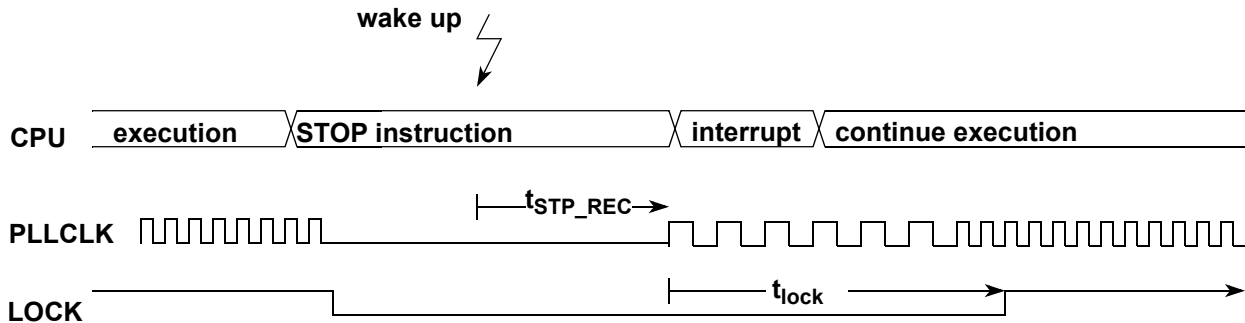 wake up
CPU execution STOP instruction interrupt continue execution
tSTP_REC
PLLCLK
tlock
LOCK